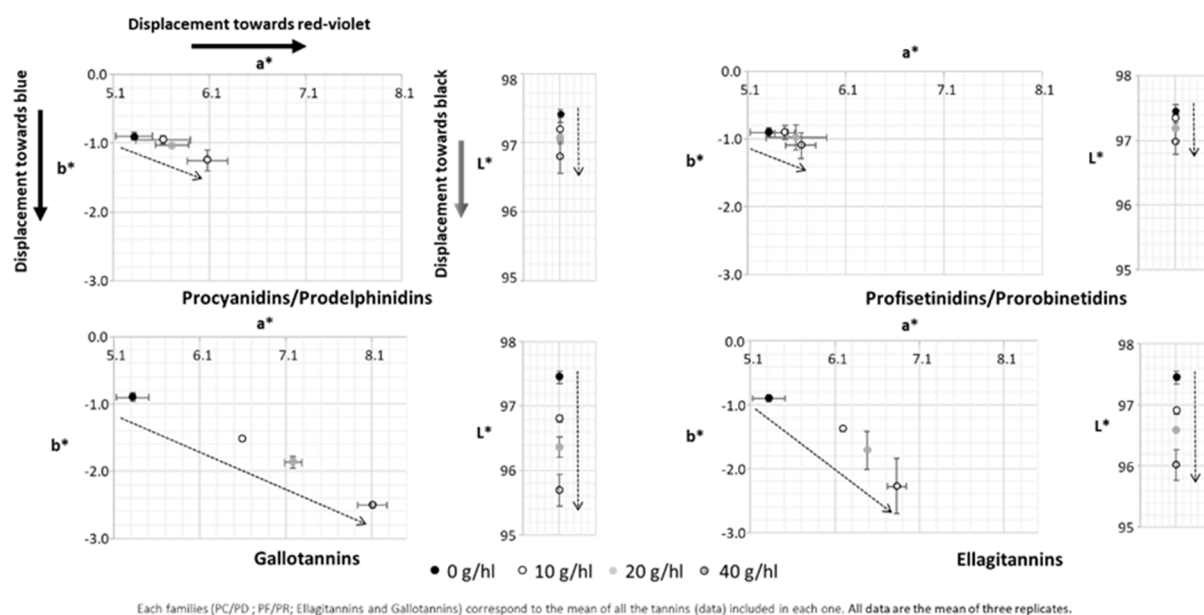 Displacement towards red-violet
a*
0.0
5.1 6.1 7.1 8.1
-1.0
-2.0
-3.0
b*
Displacement towards blue
Procyanidins/Prodelphinidins
Displacement towards black
L*
98
97
96
95
a*
0.0
5.1 6.1 7.1 8.1
-1.0
-2.0
-3.0
b*
Profisetinidins/Prorobinetidins
L*
98
97
96
95
a*
0.0
5.1 6.1 7.1 8.1
-1.0
-2.0
-3.0
b*
Gallotannins
L*
98
97
96
95
a*
0.0
5.1 6.1 7.1 8.1
-1.0
-2.0
-3.0
b*
Ellagitannins
L*
98
97
96
95
0 g/hl 10 g/hl 20 g/hl 40 g/hl
Each families (PC/PD ; PF/PR; Ellagitannins and Gallotannins) correspond to the mean of all the tannins (data) included in each one. All data are the mean of three replicates.